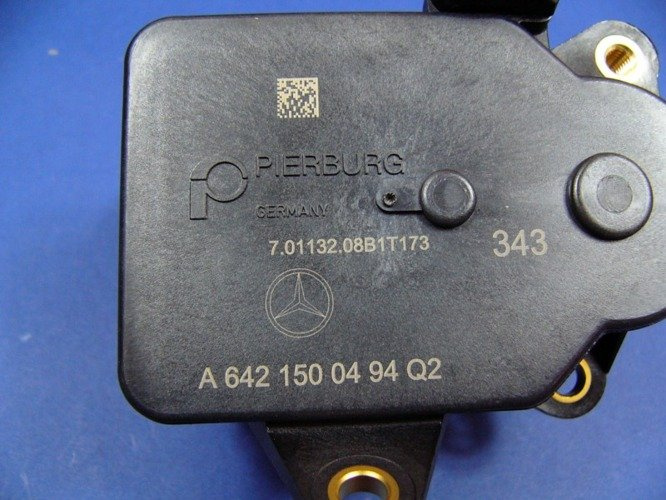 PIERBURG
GERMANY
7.01132.08B1T173
343
A 642 150 04 94 Q2